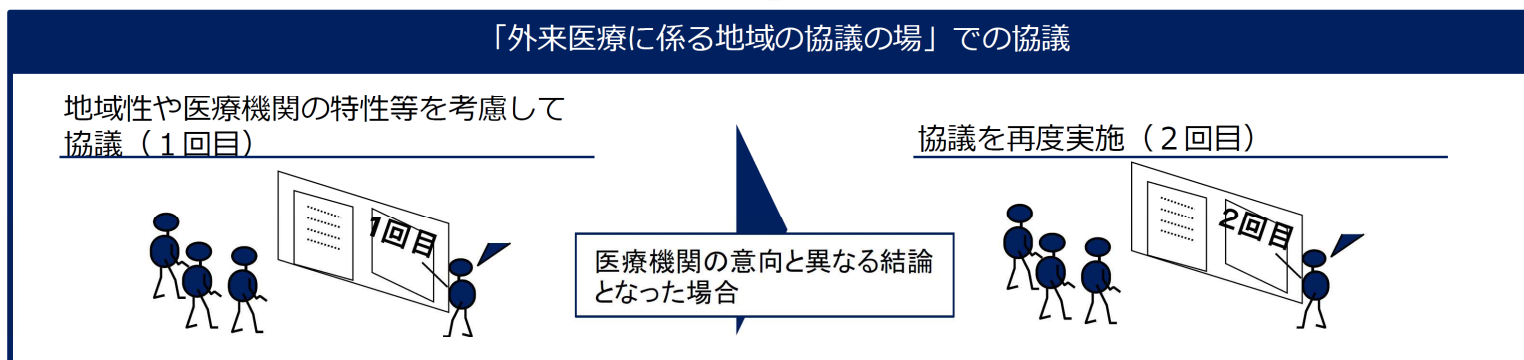 「外来医療に係る地域の協議の場」での協議
地域性や医療機関の特性等を考慮して
協議（１回目）
1回目
医療機関の意向と異なる結論
となった場合
協議を再度実施（２回目）
2回目